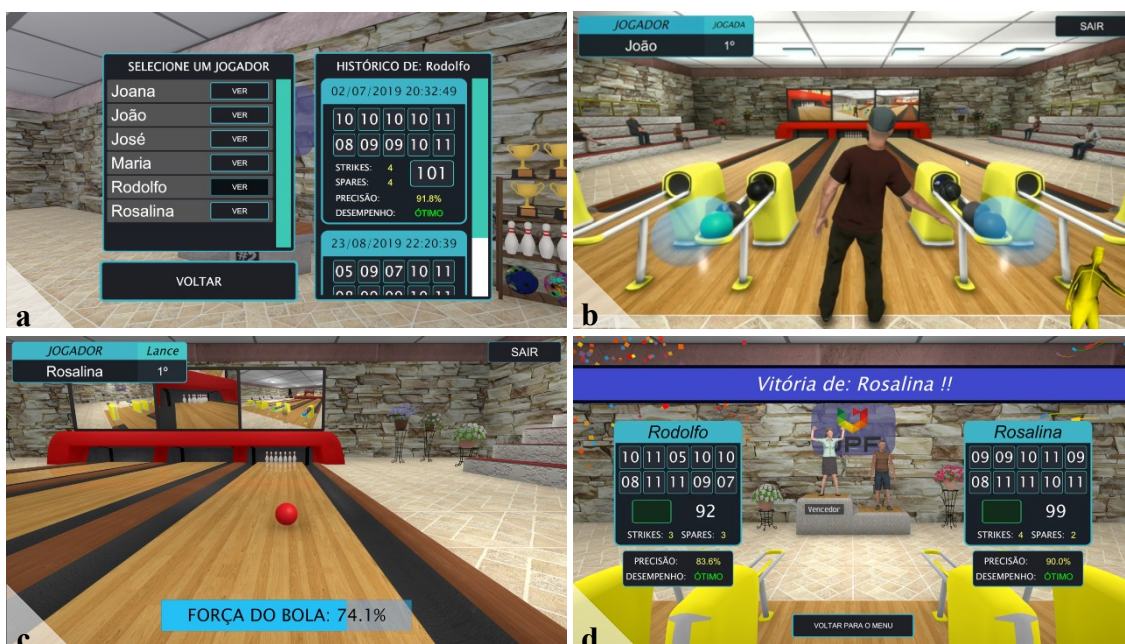 SELECIONE UM JOGADOR
Joana VER
João VER
José VER
Maria VER
Rodolfo VER
Rosalina VER
VOLTAR
HISTÓRICO DE: Rodolfo
02/07/2019 20:32:49
10 10 10 10 11
08 09 09 10 11
STRIKES: 4
SPARES: 4
101
PRECISÃO: 91.8%
DESEMPENHO: ÓTIMO
23/08/2019 22:20:39
05 09 07 10 11
#2
a
JOGADOR JOGADA
João 1º
SAIR
b
JOGADOR Lance
Rosalina 1º
SAIR
FORÇA DO BOLA: 74.1%
c
Vitória de: Rosalina !!
Rodolfo
10 11 05 10 10
08 11 11 09 07
92
STRIKES: 3 SPARES: 3
PRECISÃO: 83.6%
DESEMPENHO: ÓTIMO
Vencedor
Rosalina
09 09 10 11 09
08 11 11 10 11
99
STRIKES: 4 SPARES: 2
PRECISÃO: 90.0%
DESEMPENHO: ÓTIMO
VOLTAR PARA O MENU
d